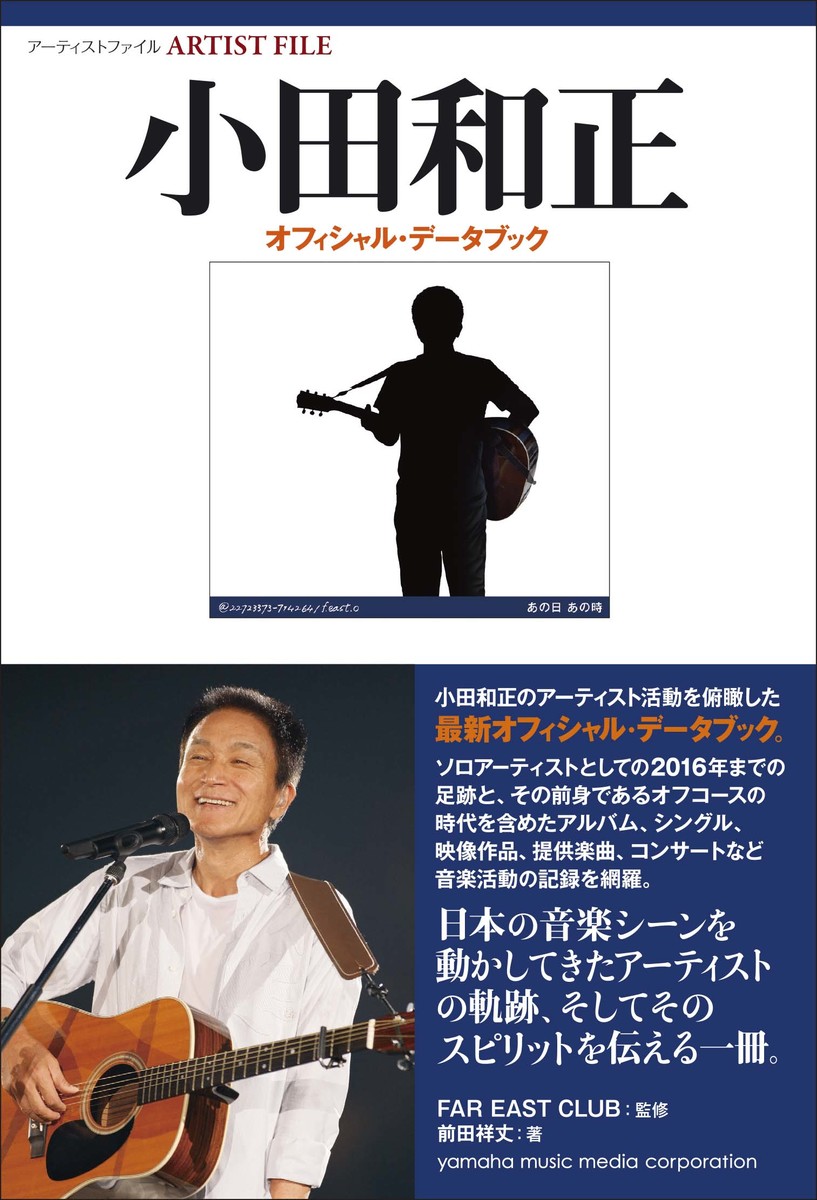 アーティストファイル ARTIST FILE
小田和正
オフィシャル・データブック
@22723373-714264/f.east.o
あの日 あの時
小田和正のアーティスト活動を俯瞰した
最新オフィシャル・データブック。
ソロアーティストとしての2016年までの
足跡と、その前身であるオフコースの
時代を含めたアルバム、シングル、
映像作品、提供楽曲、コンサートなど
音楽活動の記録を網羅。
日本の音楽シーンを
動かしてきたアーティスト
の軌跡、そしてその
スピリットを伝える一冊。
FAR EAST CLUB：監修
前田祥丈：著
yamaha music media corporation